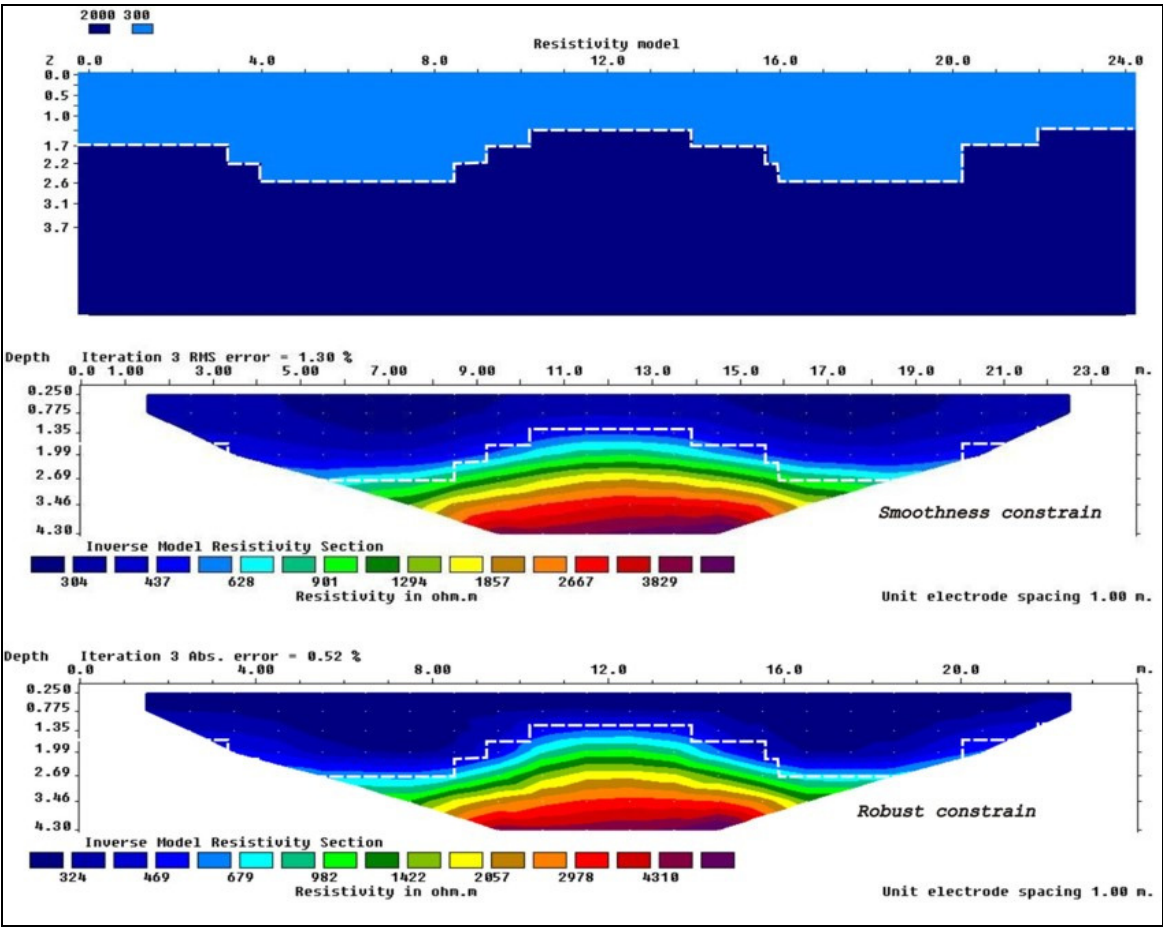 2000 300
Resistivity model
Z 0.0 4.0 8.0 12.0 16.0 20.0 24.0
0.0
0.5
1.0
1.7
2.2
2.6
3.1
3.7
Depth Iteration 3 RMS error = 1.30 %
0.0 1.00 3.00 5.00 7.00 9.00 11.0 13.0 15.0 17.0 19.0 21.0 23.0 m.
0.250
0.775
1.35
1.99
2.69
3.46
4.30
Smoothness constrain
Inverse Model Resistivity Section
304 437 628 901 1294 1857 2667 3829
Resistivity in ohm.m
Unit electrode spacing 1.00 m.
Depth Iteration 3 Abs. error = 0.52 %
0.0 4.00 8.00 12.0 16.0 20.0 m.
0.250
0.775
1.35
1.99
2.69
3.46
4.30
Robust constrain
Inverse Model Resistivity Section
324 469 679 982 1422 2057 2978 4310
Resistivity in ohm.m
Unit electrode spacing 1.00 m.